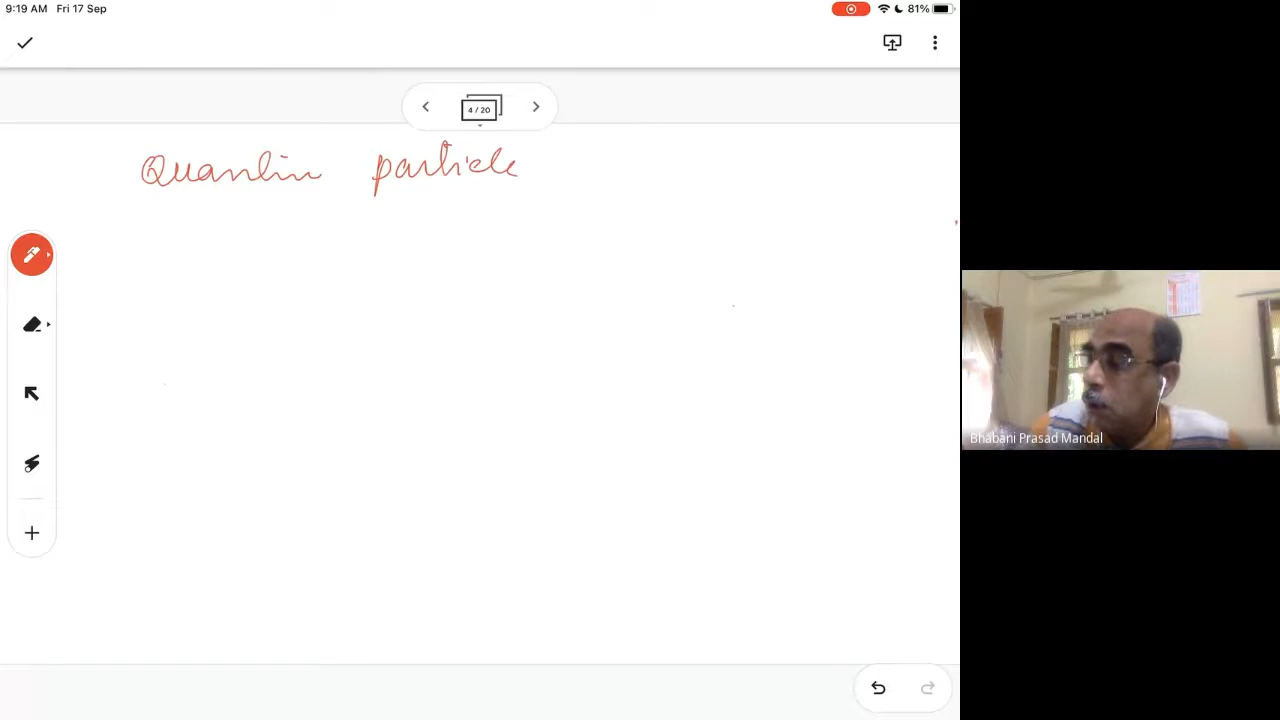 9:19 AM Fri 17 Sep
81%
4 / 20
Quantum particle
Bhabani Prasad Mandal